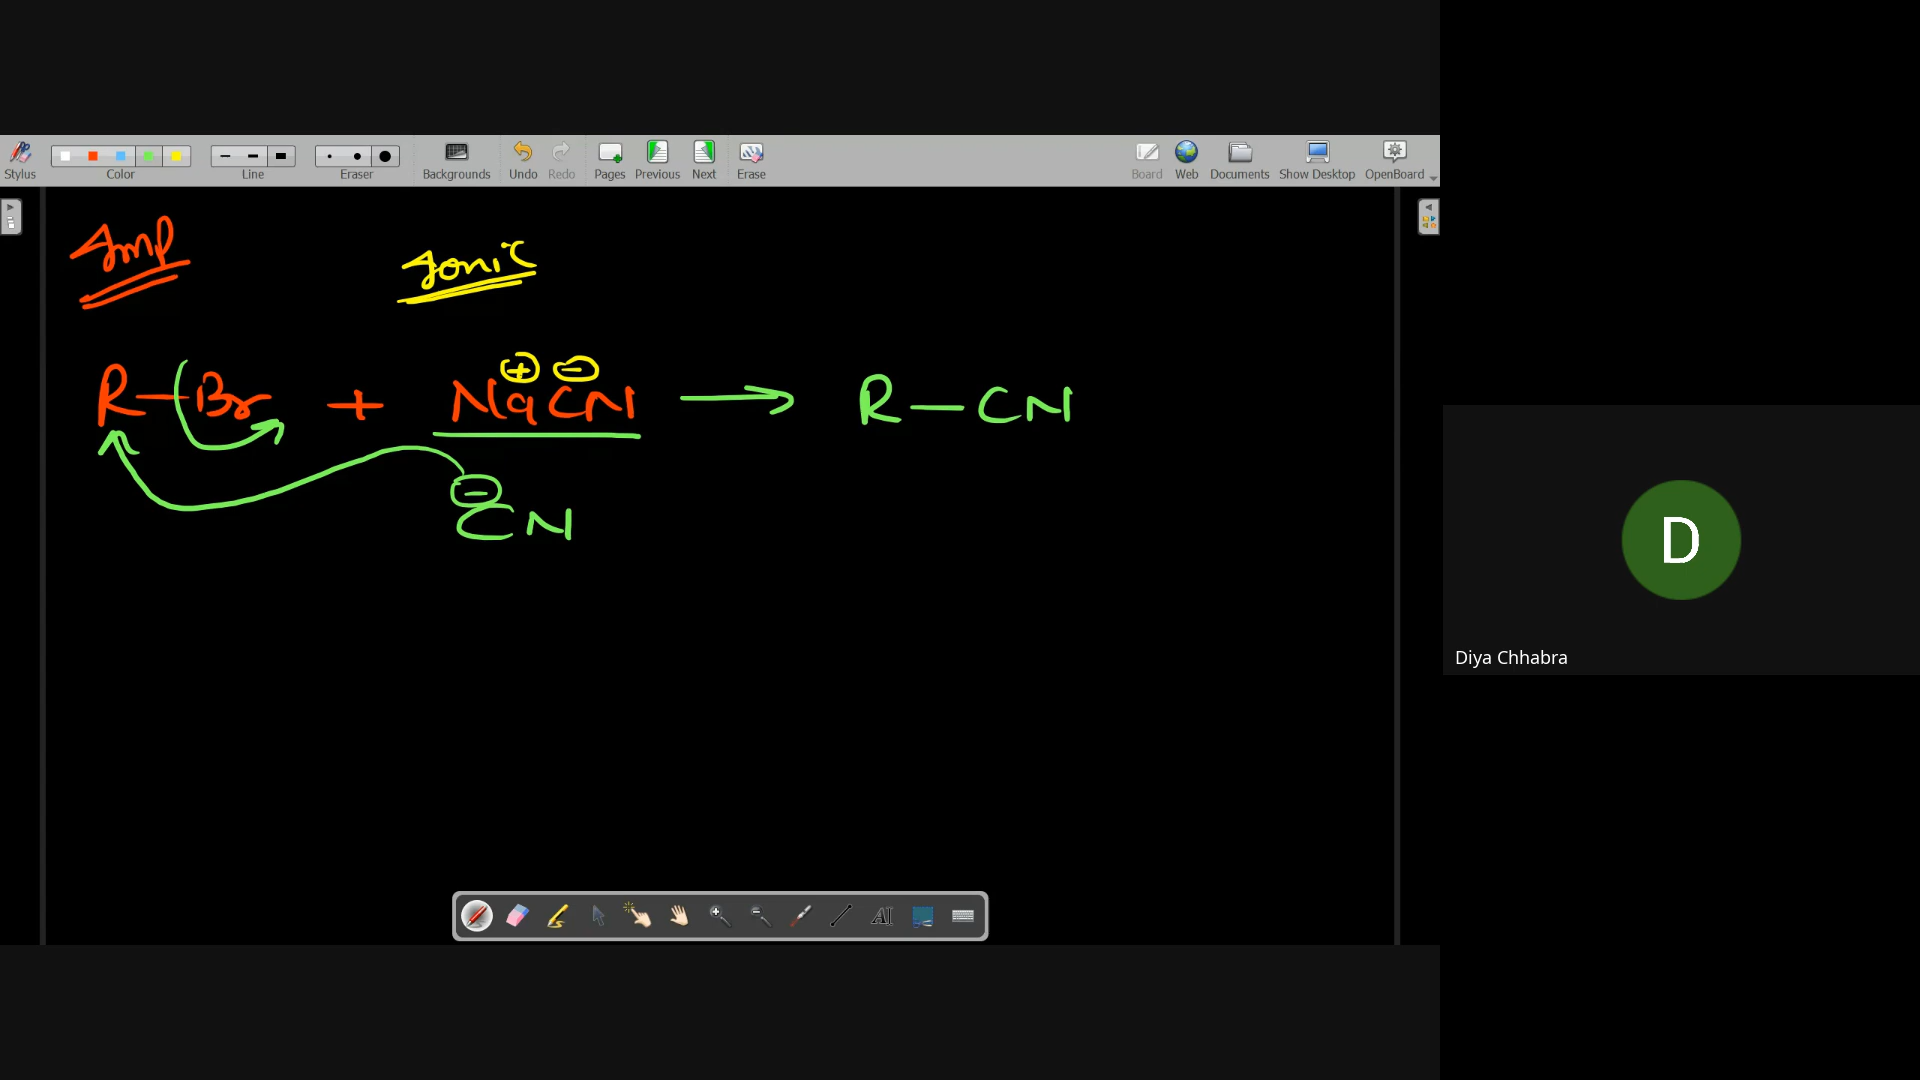 Stylus Color Line Eraser Backgrounds Undo Redo Pages Previous Next Erase Board Web Documents Show Desktop OpenBoard
Imp
Ionic
⊕ ⊖
R-Br + NaCN → R-CN
⊖
CN
D
Diya Chhabra